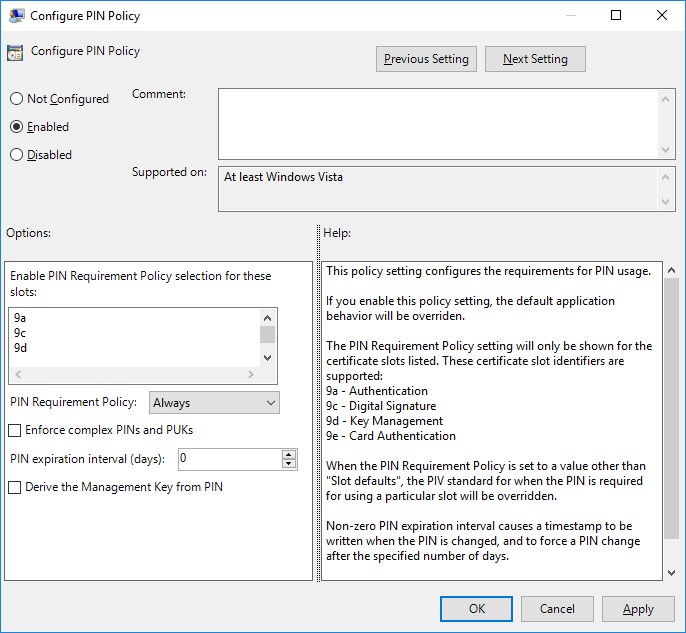 Configure PIN Policy
Configure PIN Policy
Previous Setting
Next Setting
Not Configured
Enabled
Disabled
Comment:
Supported on:
At least Windows Vista
Options:
Help:
Enable PIN Requirement Policy selection for these
slots:
9a
9c
9d
PIN Requirement Policy:
Always
Enforce complex PINs and PUKs
PIN expiration interval (days):
0
Derive the Management Key from PIN
This policy setting configures the requirements for PIN usage.
If you enable this policy setting, the default application
behavior will be overriden.
The PIN Requirement Policy setting will only be shown for the
certificate slots listed. These certificate slot identifiers are
supported:
9a - Authentication
9c - Digital Signature
9d - Key Management
9e - Card Authentication
When the PIN Requirement Policy is set to a value other than
"Slot defaults", the PIV standard for when the PIN is required
for using a particular slot will be overridden.
Non-zero PIN expiration interval causes a timestamp to be
written when the PIN is changed, and to force a PIN change
after the specified number of days.
OK
Cancel
Apply